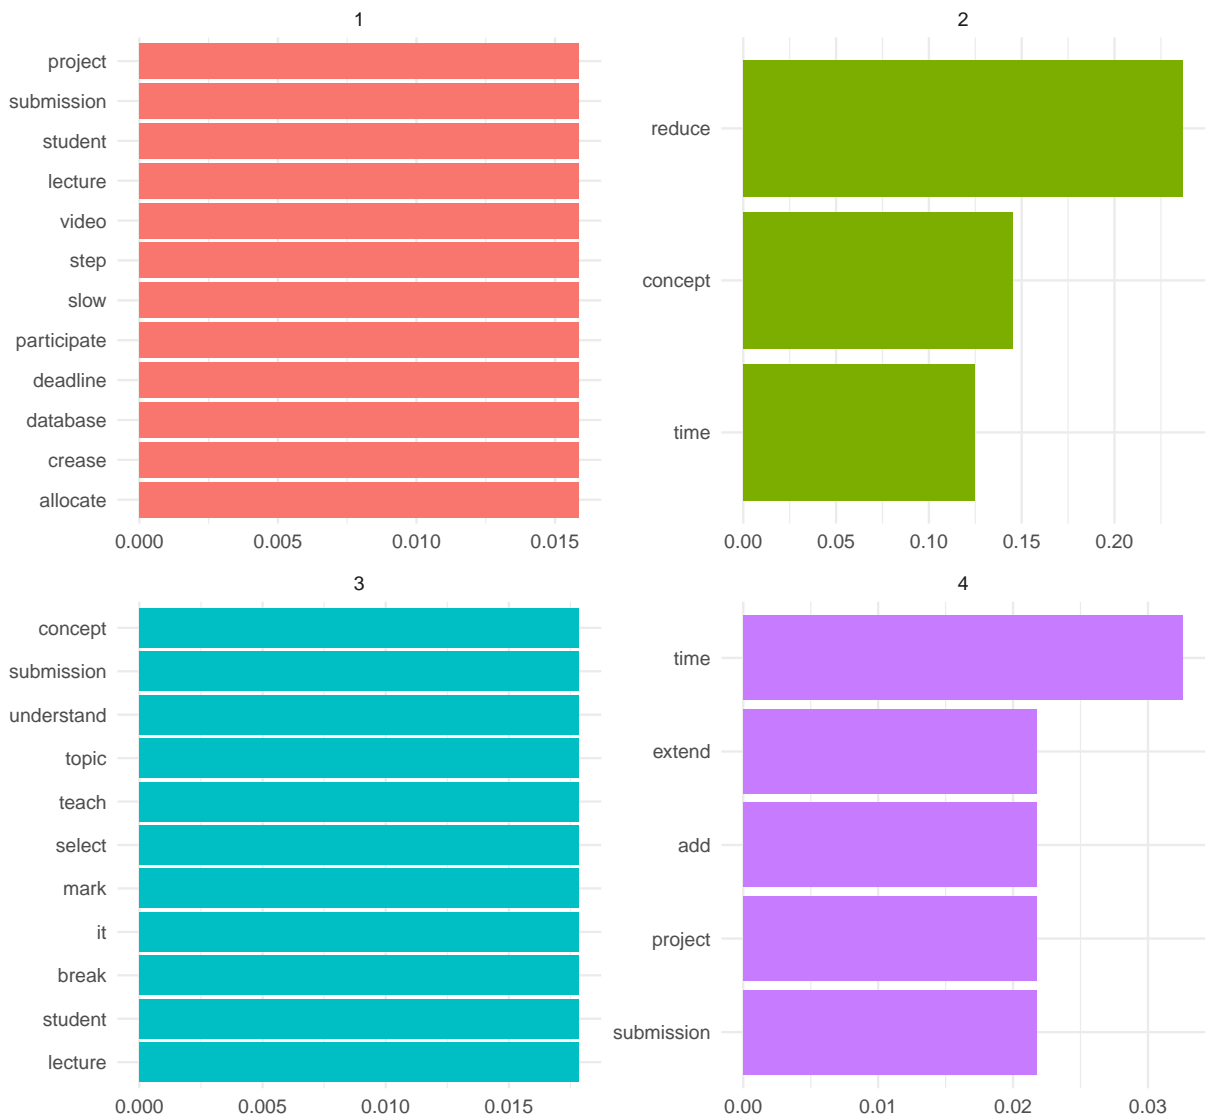 1
project
submission
student
lecture
video
step
slow
participate
deadline
database
crease
allocate
0.000 0.005 0.010 0.015
2
reduce
concept
time
0.00 0.05 0.10 0.15 0.20
3
concept
submission
understand
topic
teach
select
mark
it
break
student
lecture
0.000 0.005 0.010 0.015
4
time
extend
add
project
submission
0.00 0.01 0.02 0.03